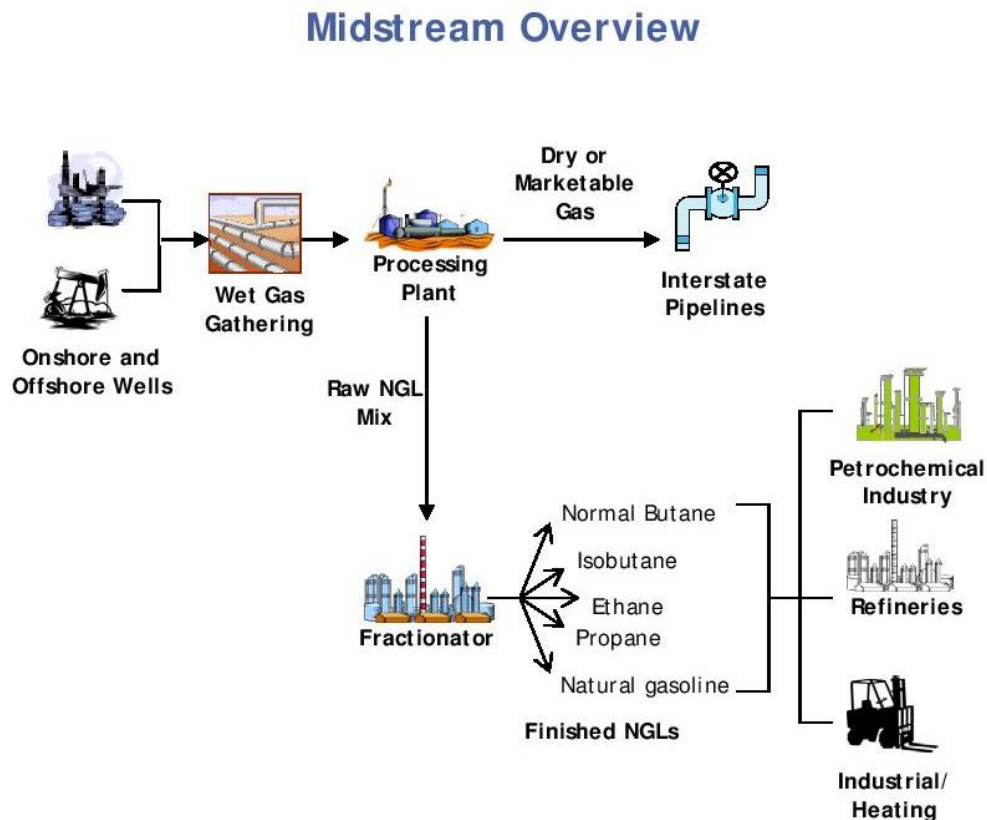 Midstream Overview
Dry or
Marketable
Gas
Processing
Plant
Interstate
Pipelines
Wet Gas
Gathering
Onshore and
Offshore Wells
Raw NGL
Mix
Petrochemical
Industry
Normal Butane
Isobutane
Ethane
Propane
Natural gasoline
Refineries
Fractionator
Finished NGLs
Industrial/
Heating